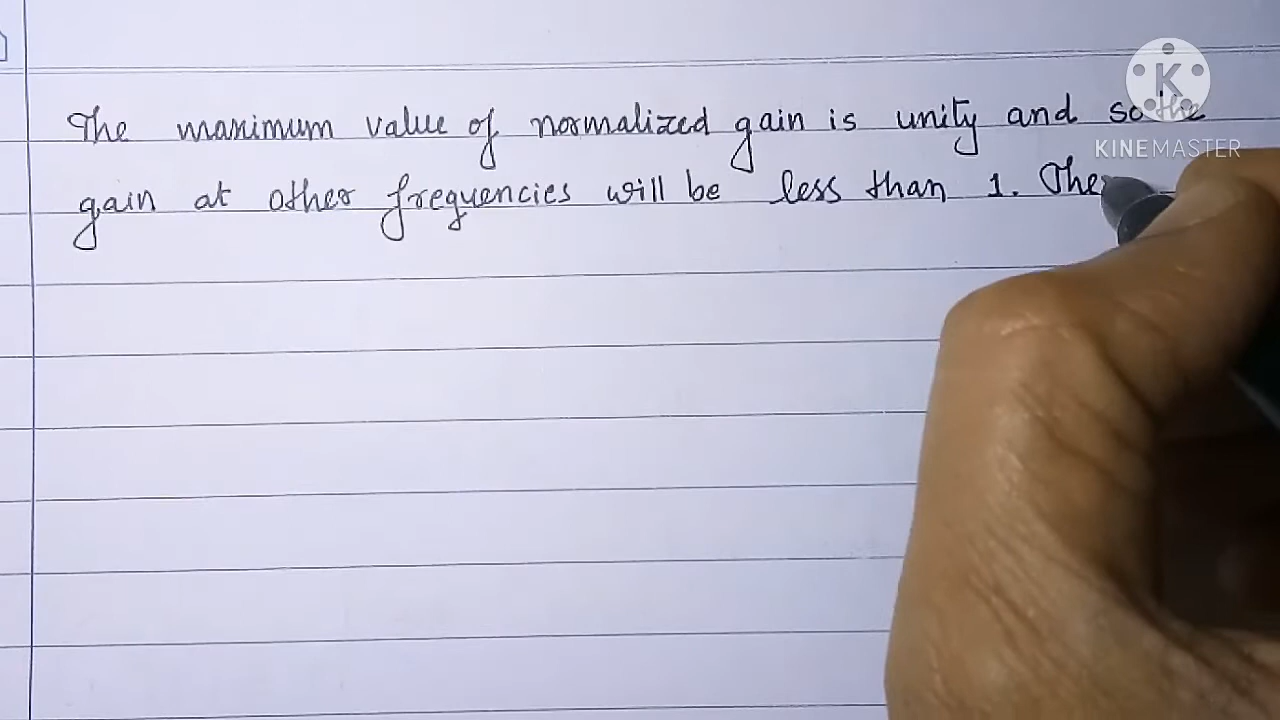 The maximum value of normalized gain is unity and so the
gain at other frequencies will be less than 1. The
K
KINEMASTER